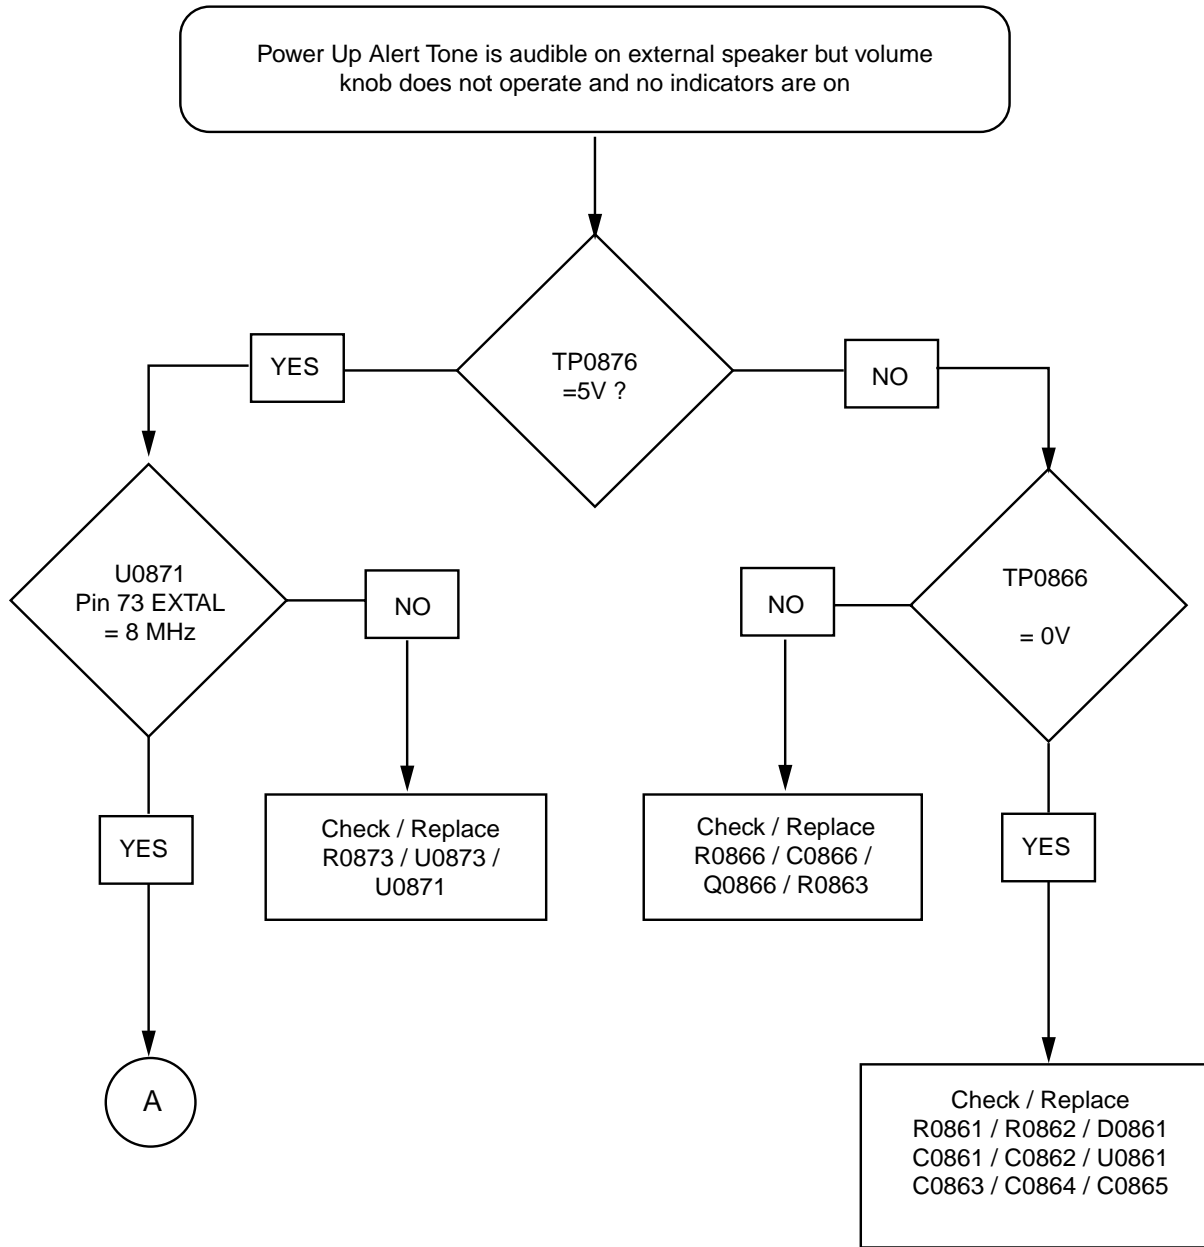 Power Up Alert Tone is audible on external speaker but volume
knob does not operate and no indicators are on
TP0876
=5V ?
YES
NO
U0871
Pin 73 EXTAL
= 8 MHz
NO
NO
TP0866
= 0V
YES
Check / Replace
R0873 / U0873 /
U0871
Check / Replace
R0866 / C0866 /
Q0866 / R0863
YES
A
Check / Replace
R0861 / R0862 / D0861
C0861 / C0862 / U0861
C0863 / C0864 / C0865